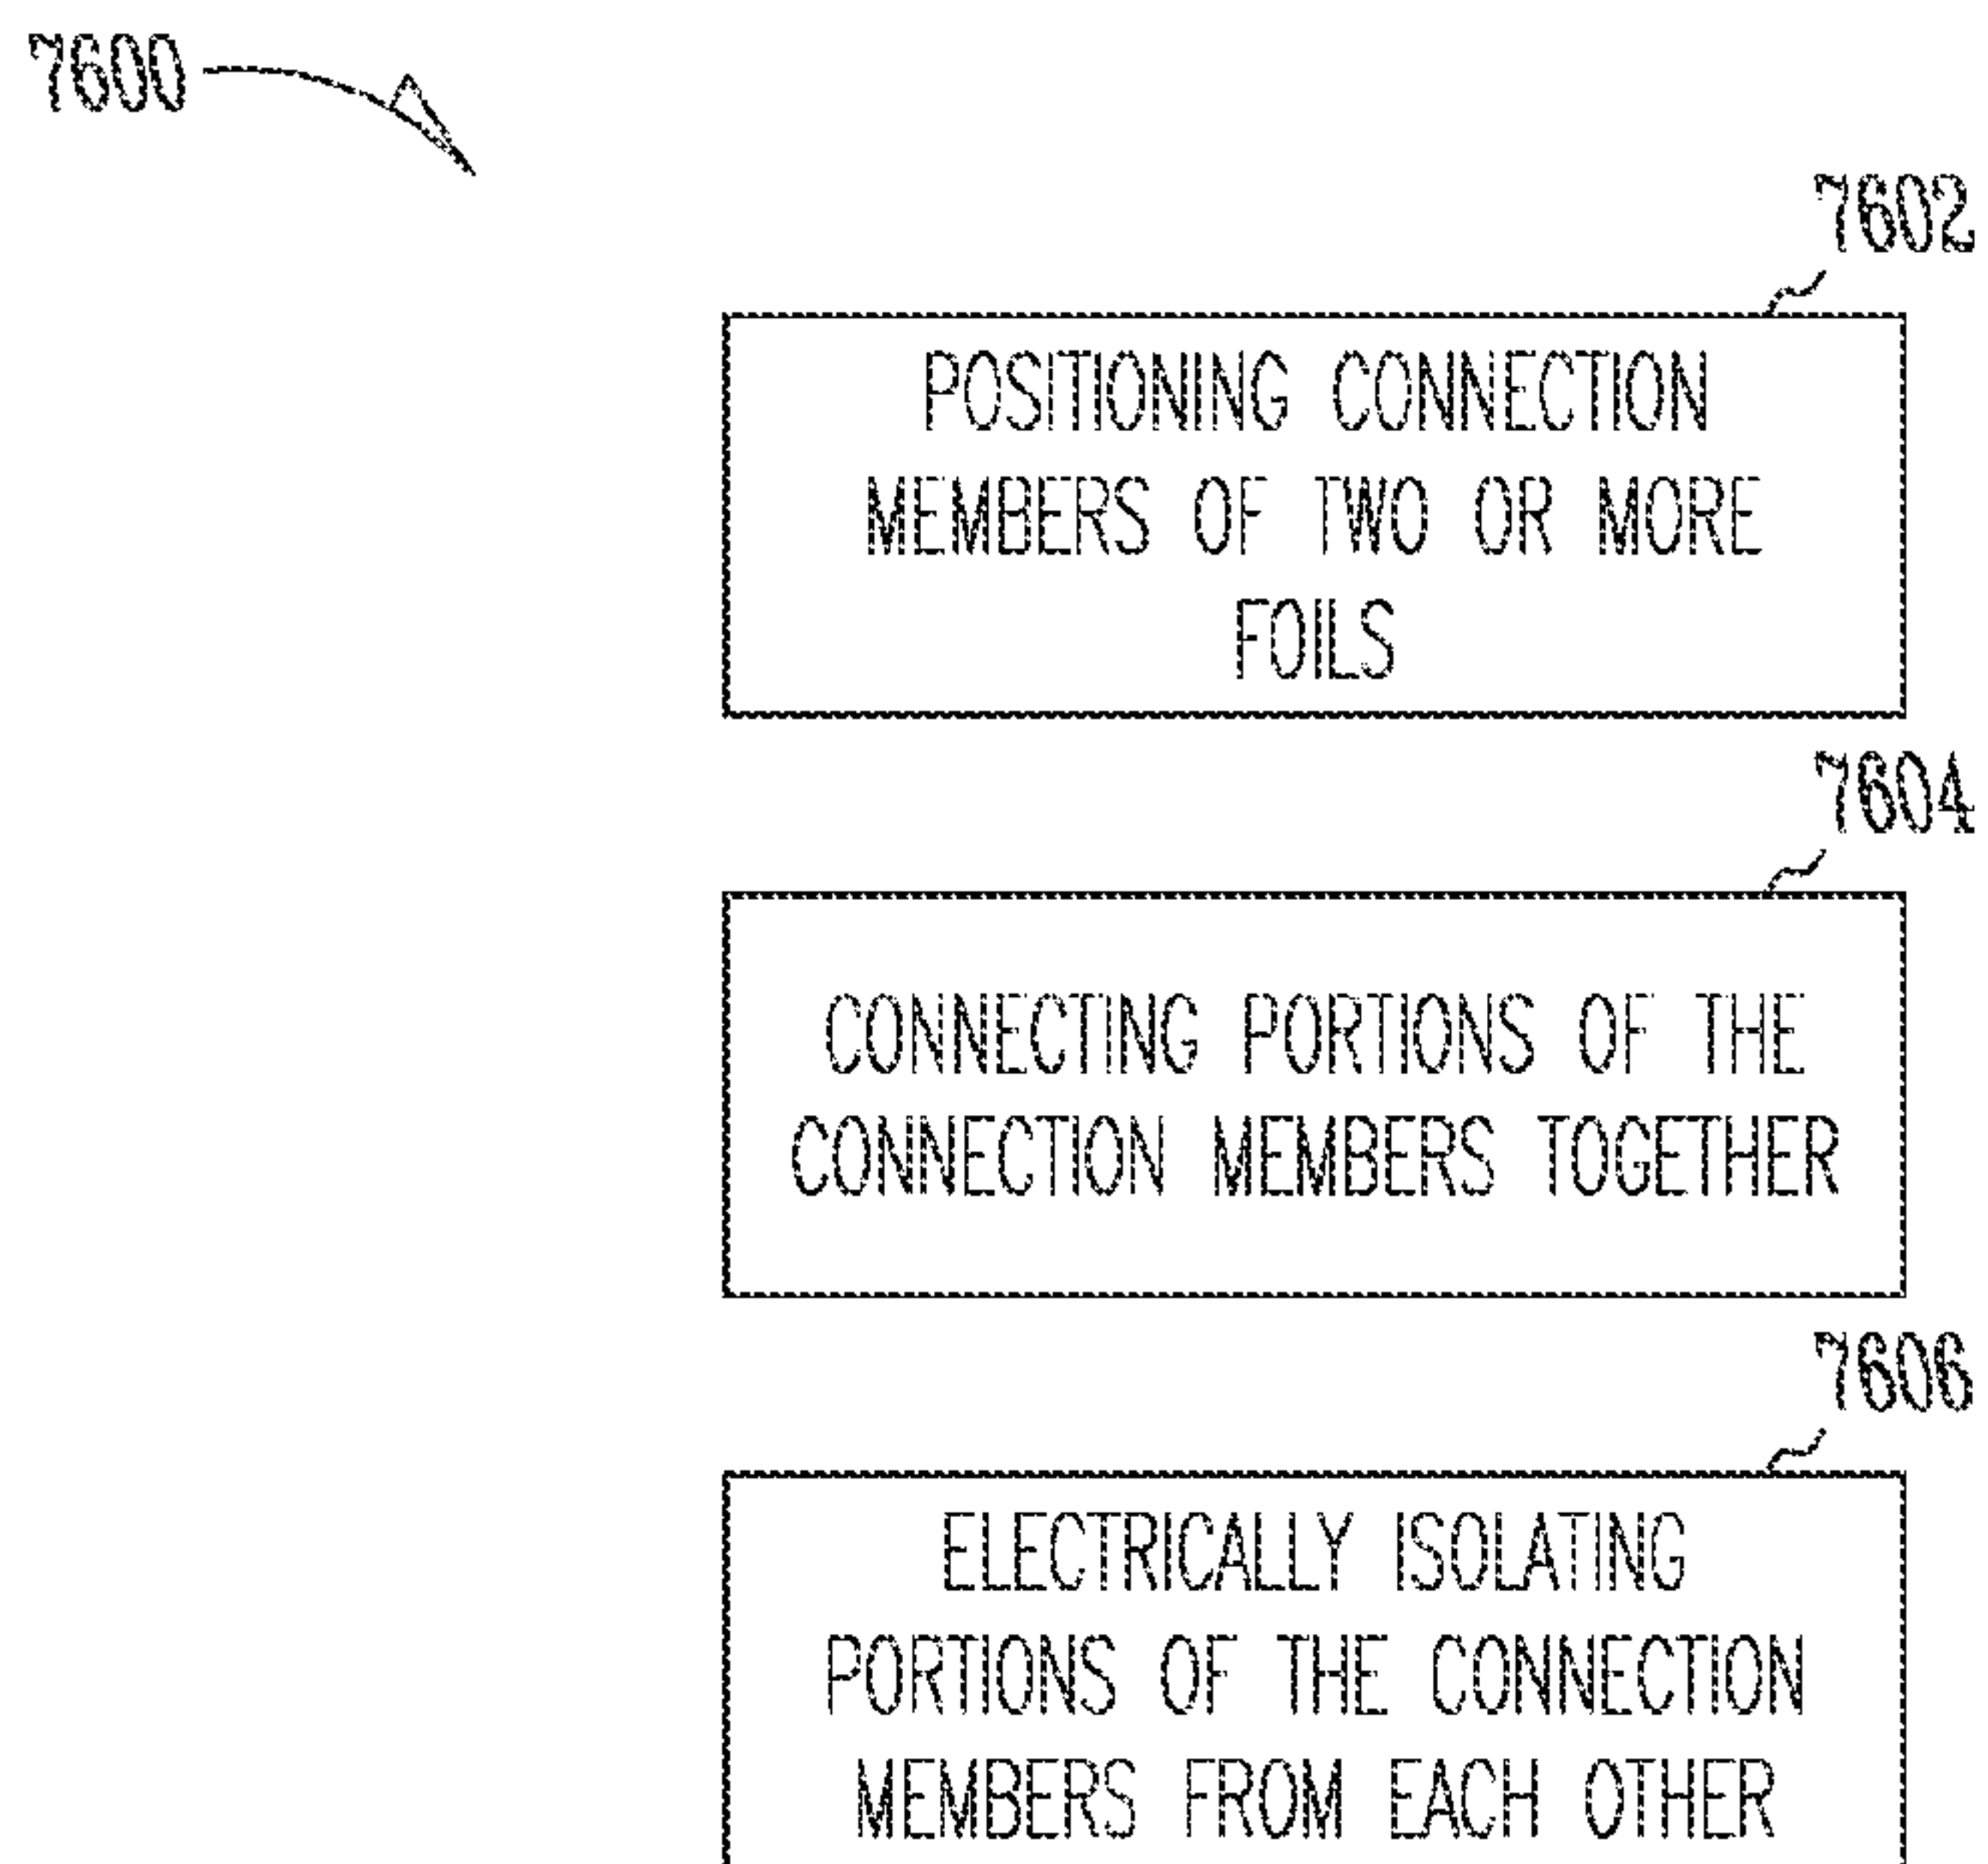 7600
7602
POSITIONING CONNECTION
MEMBERS OF TWO OR MORE
FOILS
7604
CONNECTING PORTIONS OF THE
CONNECTION MEMBERS TOGETHER
7606
ELECTRICALLY ISOLATING
PORTIONS OF THE CONNECTION
MEMBERS FROM EACH OTHER